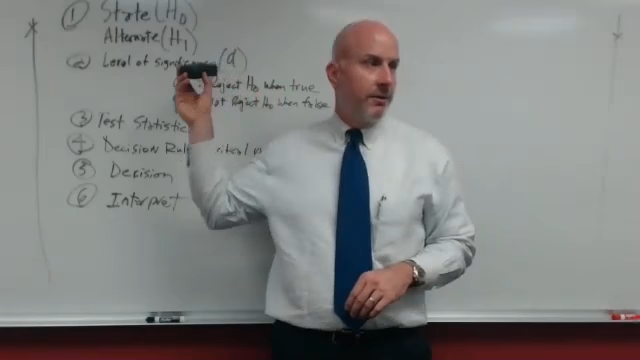 ① State (H₀)
Alternate (H₁)
② Level of (α)
Reject H₀ when true
Not Reject H₀ when false
③ Test Statistic
④ Decision Rule
⑤ Decision
⑥ Interpret